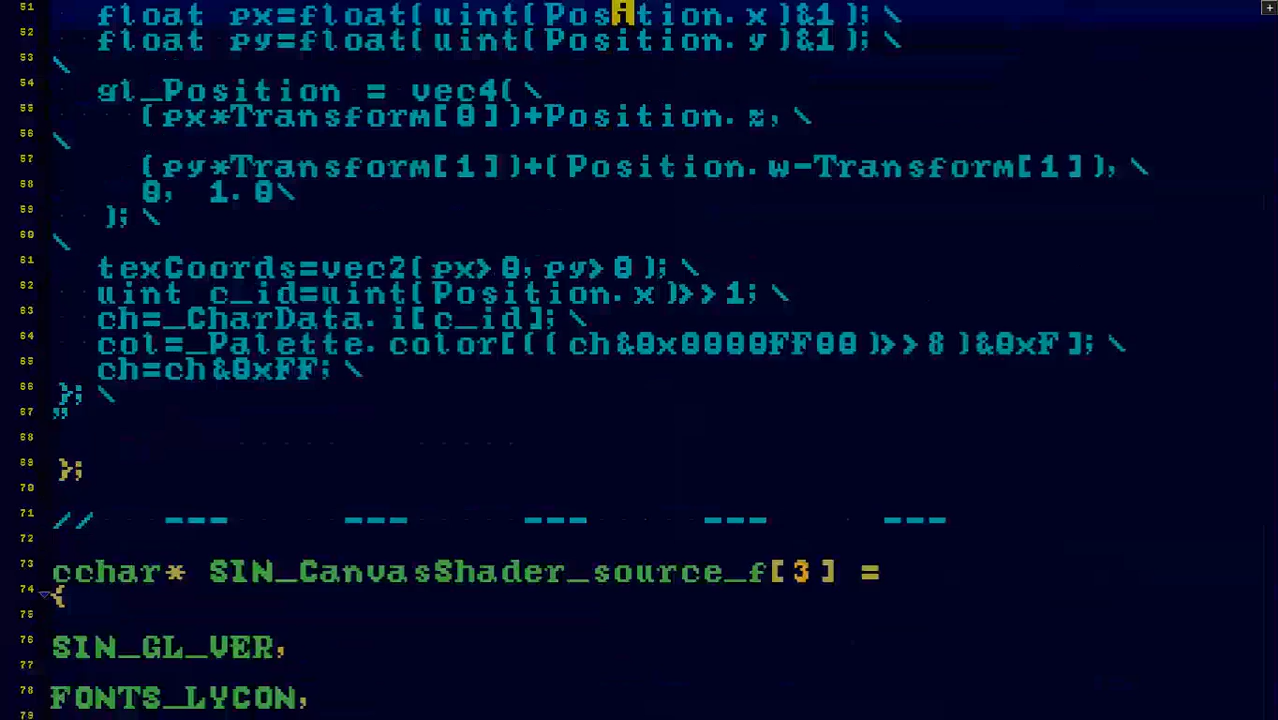 51 float px=float(uint(Position.x)&1);\
52 float py=float(uint(Position.y)&1);\
53 \
54 gl_Position = vec4(\
55 (px*Transform[0])+Position.z,\
56 \
57 (py*Transform[1])+(Position.w-Transform[1]),\
58 0, 1.0\
59 );\
60 \
61 texCoords=vec2(px>0,py>0);\
62 uint c_id=uint(Position.x)>>1;\
63 ch=_CharData.i[c_id];\
64 col=_Palette.color[((ch&0x0000FF00)>>8)&0xF];\
65 ch=ch&0xFF;\
66 };\
67 "
68
69 };
70
71 // --- --- --- --- ---
72
73 cchar* SIN_CanvasShader_source_f[3] =
74 {
75
76 SIN_GL_VER,
77
78 FONTS_LYCON,
79